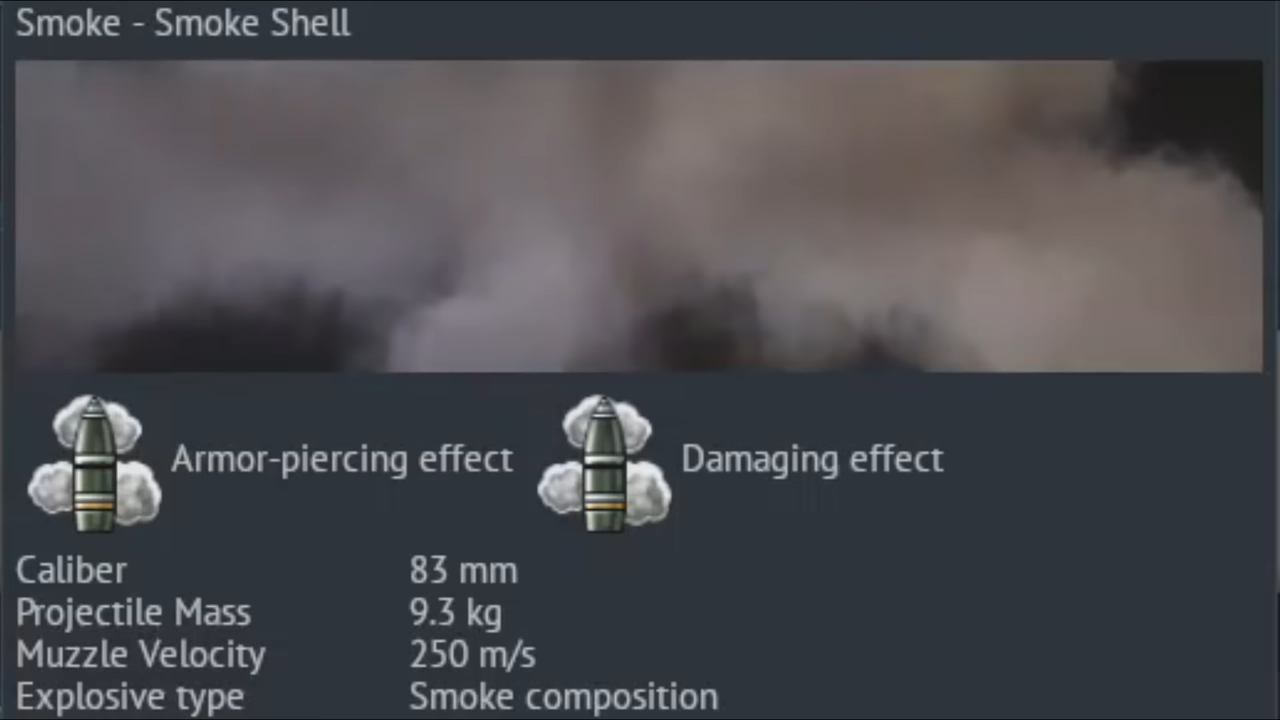 Smoke - Smoke Shell
Armor-piercing effect Damaging effect
Caliber 83 mm
Projectile Mass 9.3 kg
Muzzle Velocity 250 m/s
Explosive type Smoke composition